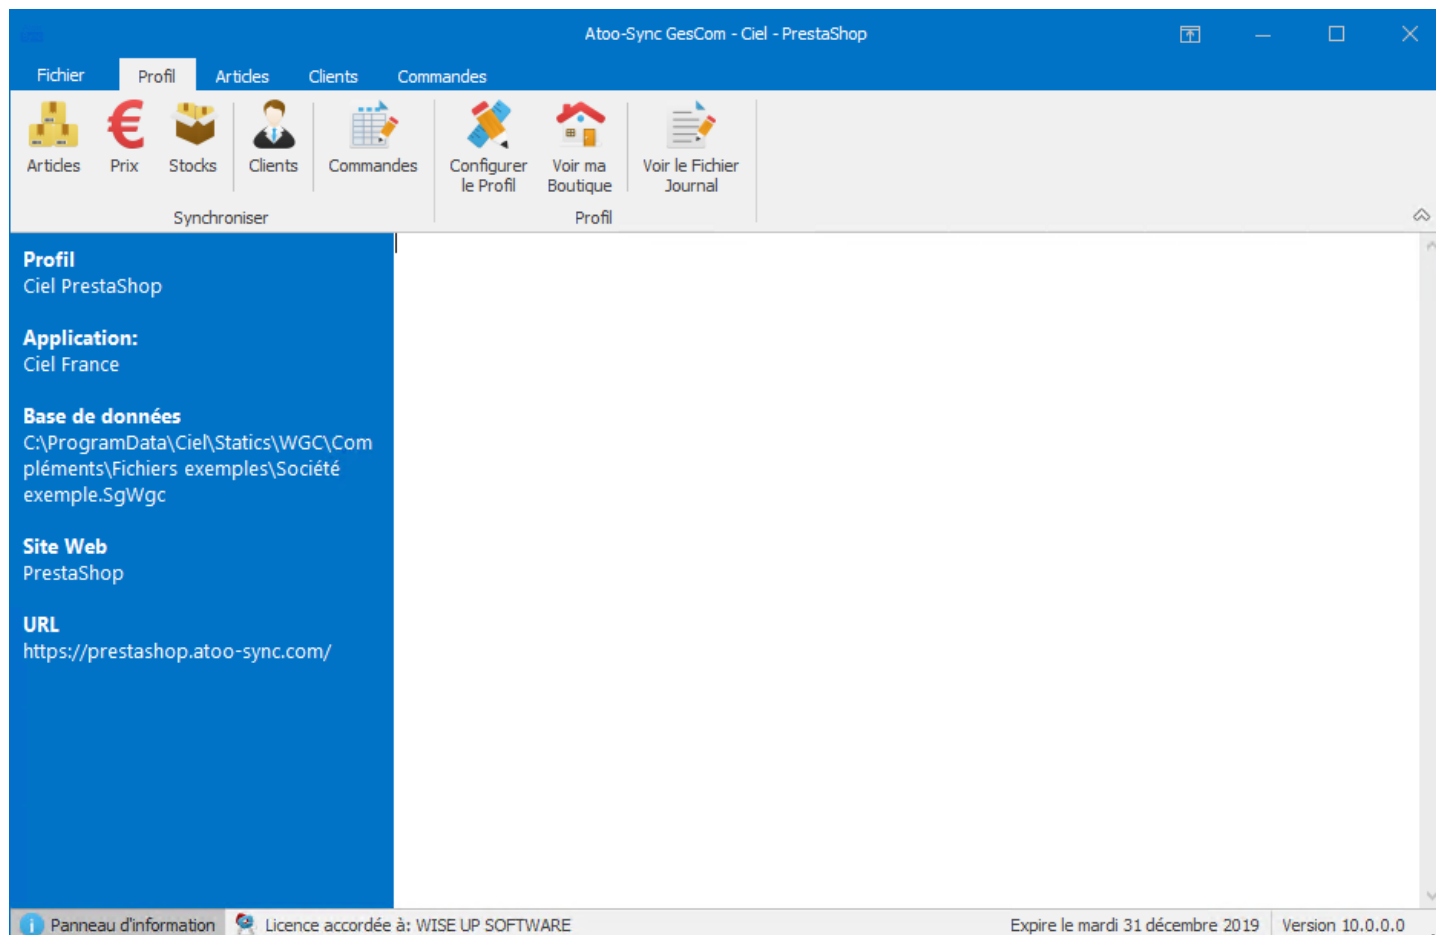 Atoo-Sync GesCom - Ciel - PrestaShop
Fichier Profil Articles Clients Commandes
Articles Prix Stocks Clients Commandes Configurer le Profil Voir ma Boutique Voir le Fichier Journal
Synchroniser Profil
Profil
Ciel PrestaShop
Application:
Ciel France
Base de données
C:\ProgramData\Ciel\Statics\WGC\Com
pléments\Fichiers exemples\Société
exemple.SgWgc
Site Web
PrestaShop
URL
https://prestashop.atoo-sync.com/
Panneau d'information Licence accordée à: WISE UP SOFTWARE Expire le mardi 31 décembre 2019 Version 10.0.0.0